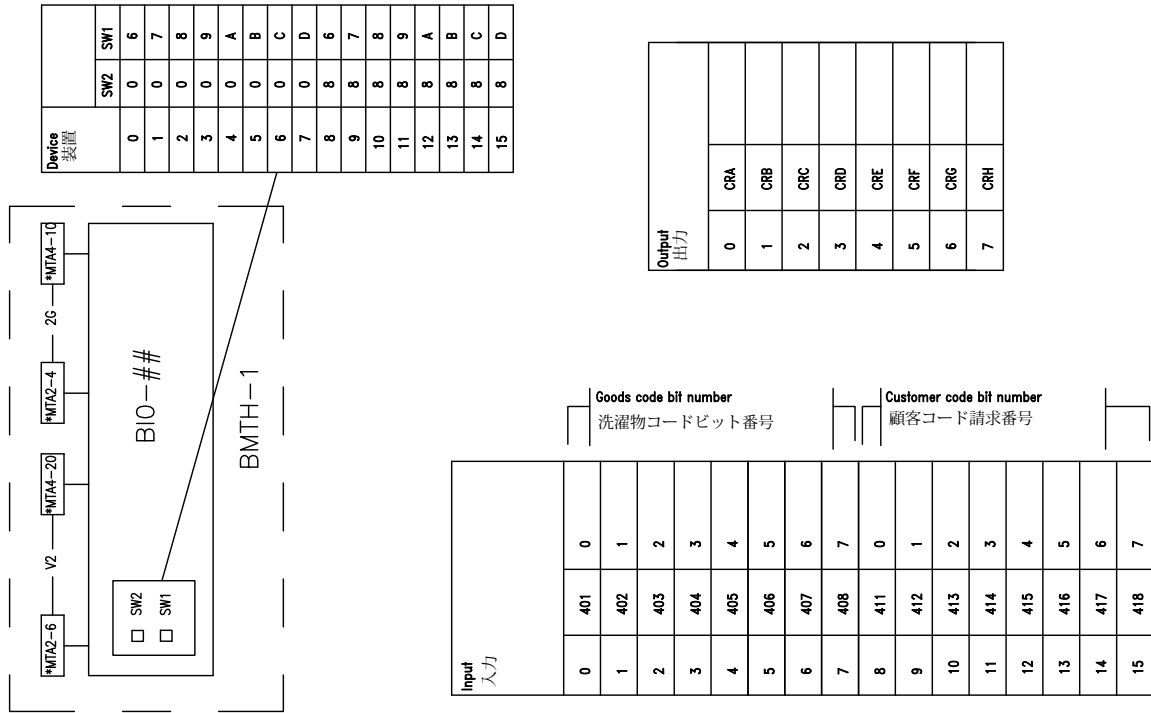 *MTA2-6 V2 *MTA4-20 *MTA2-4 2G *MTA4-10
SW2
SW1
BIO-##
BMTH-1
Device
装置
SW2 SW1
0 0 6
1 0 7
2 0 8
3 0 9
4 0 A
5 0 B
6 0 C
7 0 D
8 8 6
9 8 7
10 8 8
11 8 9
12 8 A
13 8 B
14 8 C
15 8 D
Input
入力
0 401 0
1 402 1
2 403 2
3 404 3
4 405 4
5 406 5
6 407 6
7 408 7
8 411 0
9 412 1
10 413 2
11 414 3
12 415 4
13 416 5
14 417 6
15 418 7
Goods code bit number
洗濯物コードビット番号
Customer code bit number
顧客コード請求番号
Output
出力
0 CRA
1 CRB
2 CRC
3 CRD
4 CRE
5 CRF
6 CRG
7 CRH